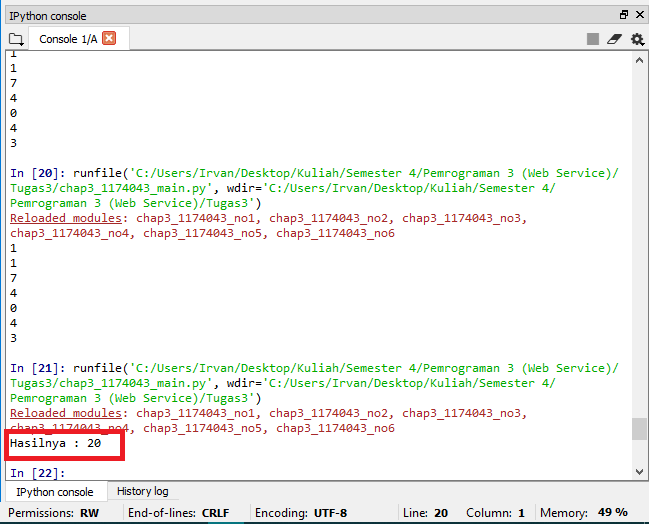 IPython console
Console 1/A
1
1
7
4
0
4
3
In [20]: runfile('C:/Users/Irvan/Desktop/Kuliah/Semester 4/Pemrograman 3 (Web Service)/
Tugas3/chap3_1174043_main.py', wdir='C:/Users/Irvan/Desktop/Kuliah/Semester 4/
Pemrograman 3 (Web Service)/Tugas3')
Reloaded modules: chap3_1174043_no1, chap3_1174043_no2, chap3_1174043_no3,
chap3_1174043_no4, chap3_1174043_no5, chap3_1174043_no6
1
1
7
4
0
4
3
In [21]: runfile('C:/Users/Irvan/Desktop/Kuliah/Semester 4/Pemrograman 3 (Web Service)/
Tugas3/chap3_1174043_main.py', wdir='C:/Users/Irvan/Desktop/Kuliah/Semester 4/
Pemrograman 3 (Web Service)/Tugas3')
Reloaded modules: chap3_1174043_no1, chap3_1174043_no2, chap3_1174043_no3,
chap3_1174043_no4, chap3_1174043_no5, chap3_1174043_no6
Hasilnya : 20
In [22]:
IPython console History log
Permissions: RW End-of-lines: CRLF Encoding: UTF-8 Line: 20 Column: 1 Memory: 49 %